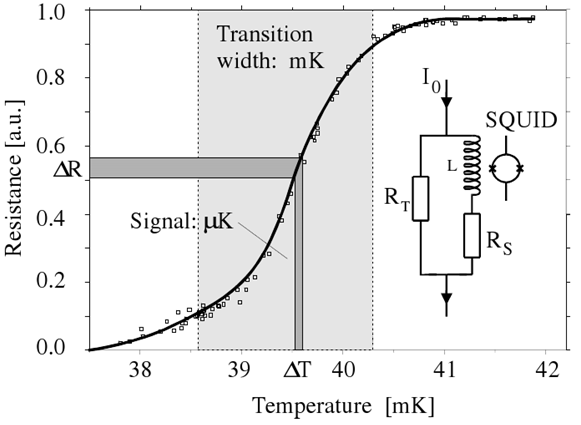 1.0
0.8
0.6
0.4
0.2
0.0
Resistance [a.u.]
ΔR
Transition
width: mK
Signal: μK
I0
SQUID
L
RT
RS
38
39
ΔT
40
41
42
Temperature [mK]